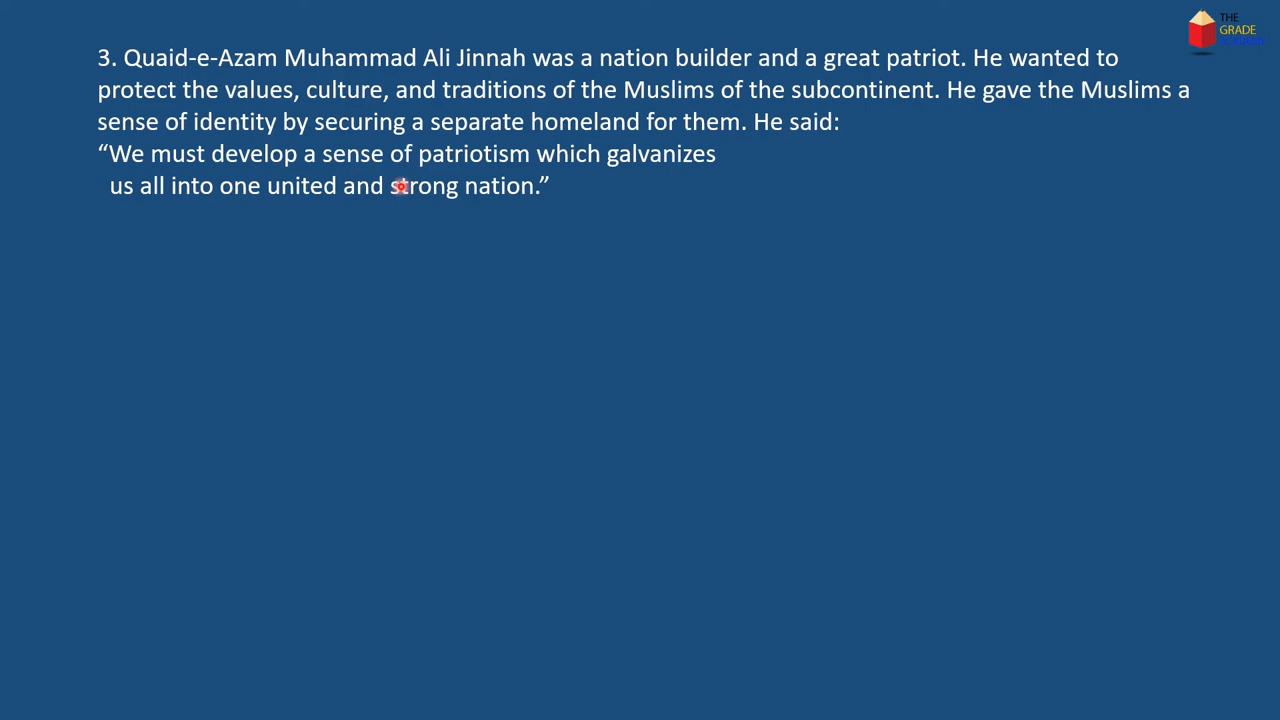 THE
GRADE
3. Quaid-e-Azam Muhammad Ali Jinnah was a nation builder and a great patriot. He wanted to
protect the values, culture, and traditions of the Muslims of the subcontinent. He gave the Muslims a
sense of identity by securing a separate homeland for them. He said:
“We must develop a sense of patriotism which galvanizes
us all into one united and strong nation.”